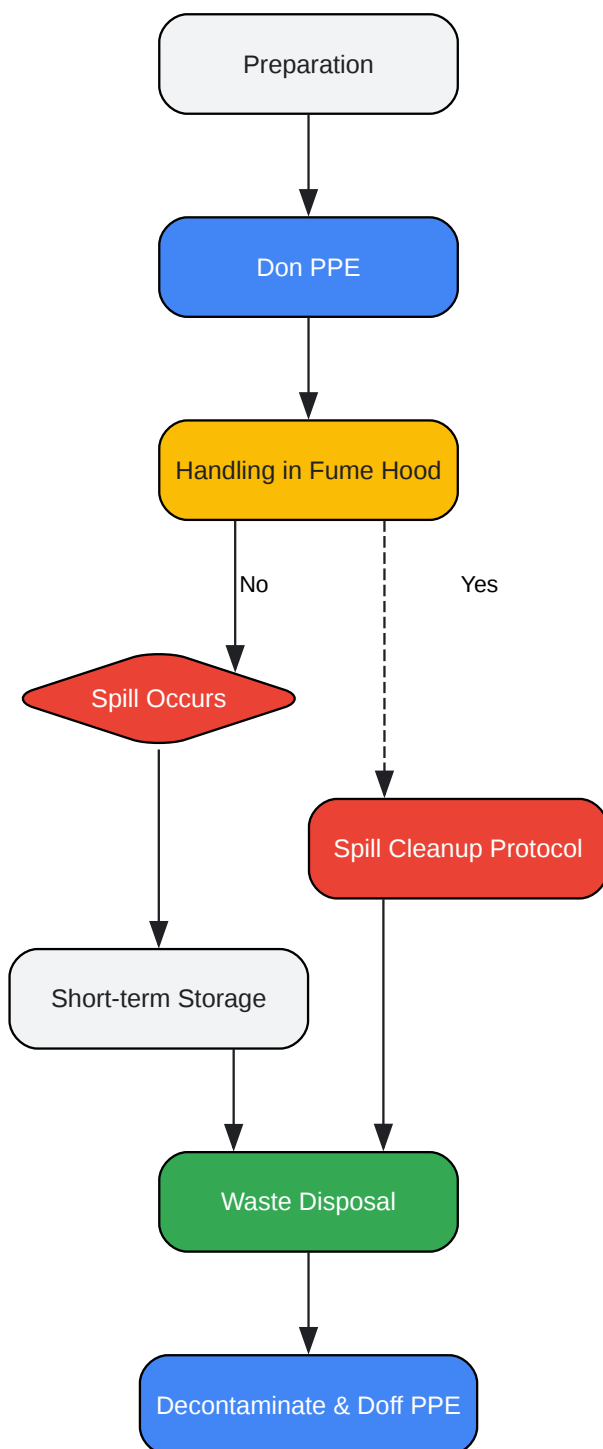 Preparation
Don PPE
Handling in Fume Hood
No
Yes
Spill Occurs
Spill Cleanup Protocol
Short-term Storage
Waste Disposal
Decontaminate & Doff PPE